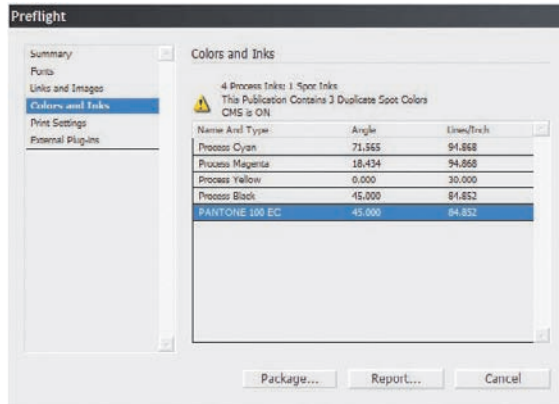 Preflight
Summary
Fonts
Links and Images
Colors and Inks
Print Settings
External Plug-ins
Colors and Inks
4 Process Inks; 1 Spot Inks
This Publication Contains 3 Duplicate Spot Colors
CMS is ON
Name And Type Angle Lines/Inch
Process Cyan 71.565 94.868
Process Magenta 18.434 94.868
Process Yellow 0.000 30.000
Process Black 45.000 84.852
PANTONE 100 EC 45.000 84.852
Package... Report... Cancel